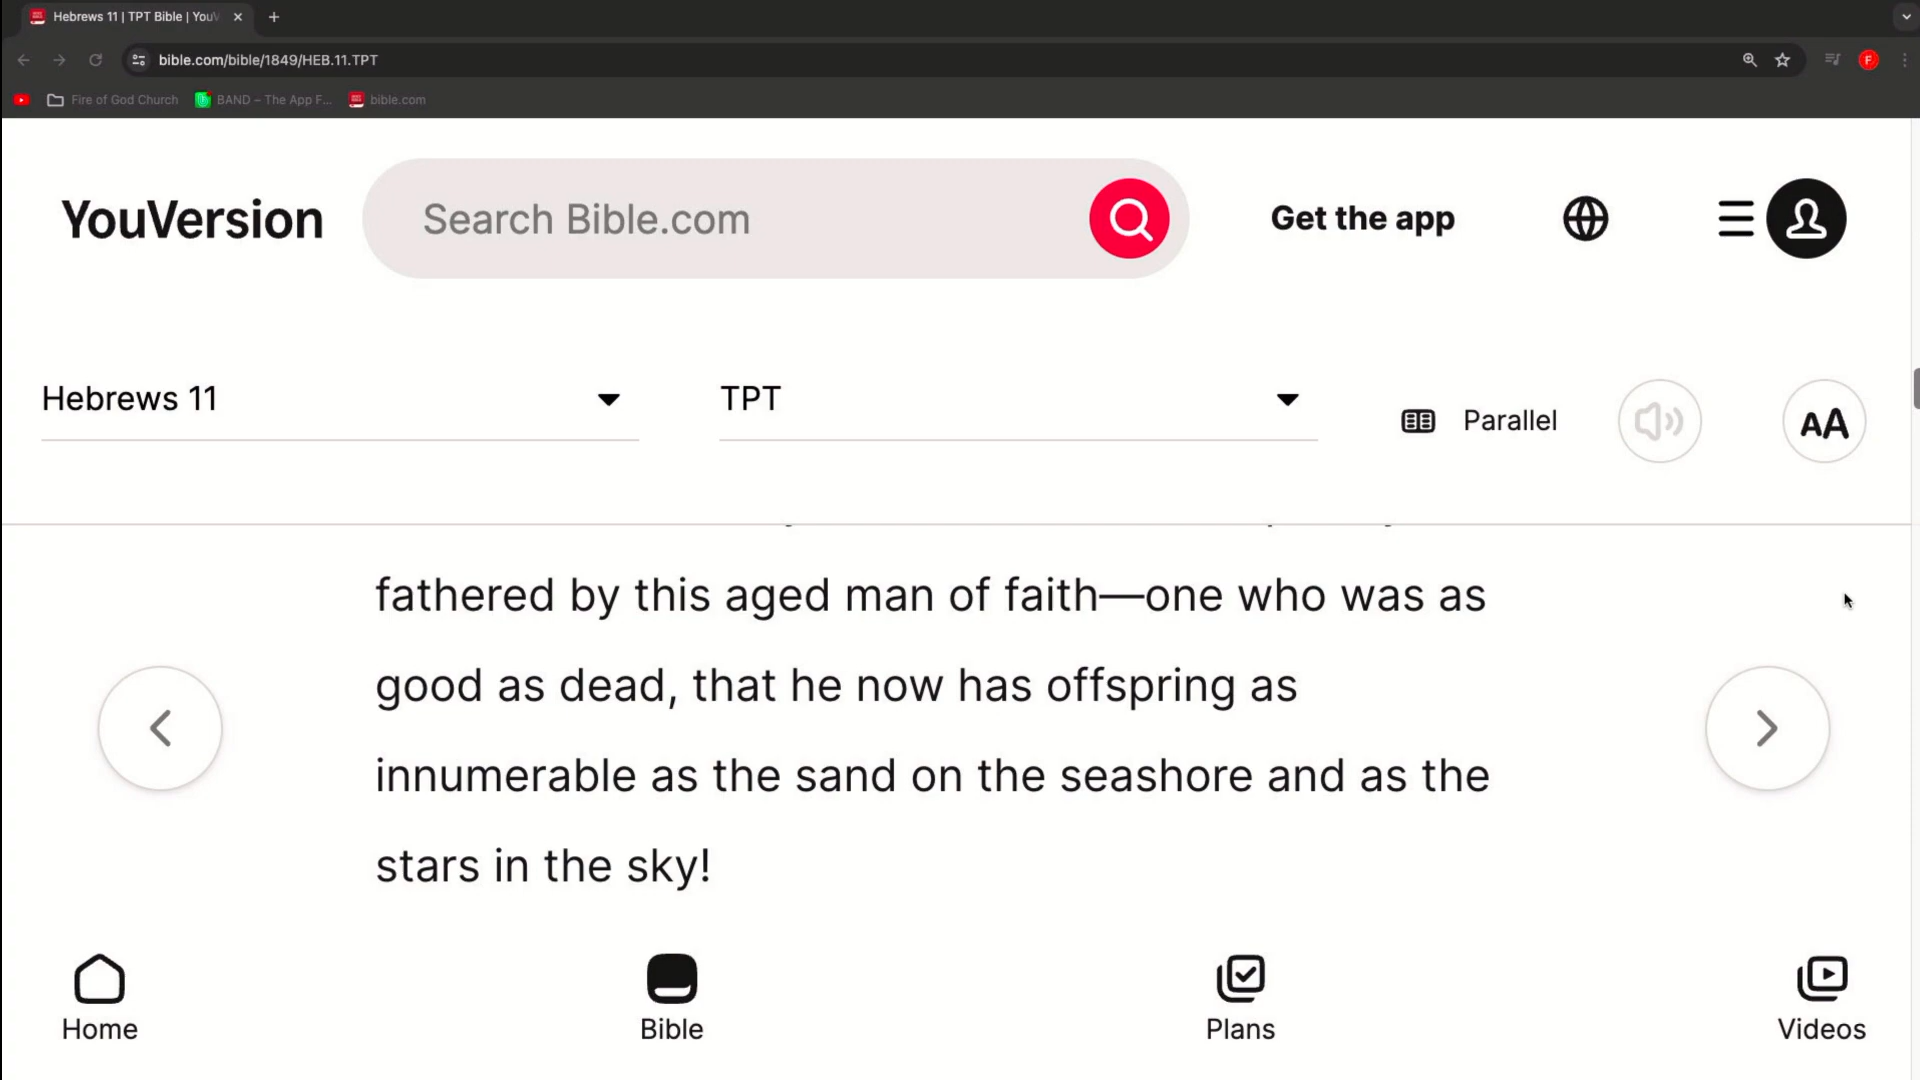 Hebrews 11 | TPT Bible | YouV
bible.com/bible/1849/HEB.11.TPT
F
Fire of God Church
BAND – The App F...
bible.com
YouVersion
Search Bible.com
Get the app
Hebrews 11
TPT
Parallel
AA
fathered by this aged man of faith—one who was as
good as dead, that he now has offspring as
innumerable as the sand on the seashore and as the
stars in the sky!
Home
Bible
Plans
Videos